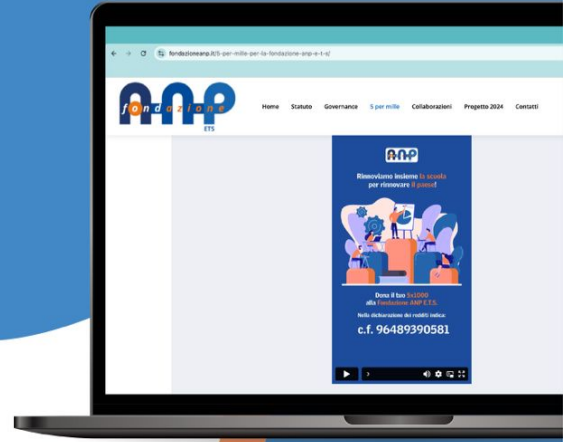 fondazioneanp.it/5-per-mille-per-la-fondazione-anp-e-t-s/
ANP
fondazione
ETS
Home Statuto Governance 5 per mille Collaborazioni Progetto 2024 Contatti
ANP
Rinnoviamo insieme la scuola
per rinnovare il paese!
Dona il tuo 5x1000
alla Fondazione ANP E.T.S.
Nella dichiarazione dei redditi indica:
c.f. 96489390581